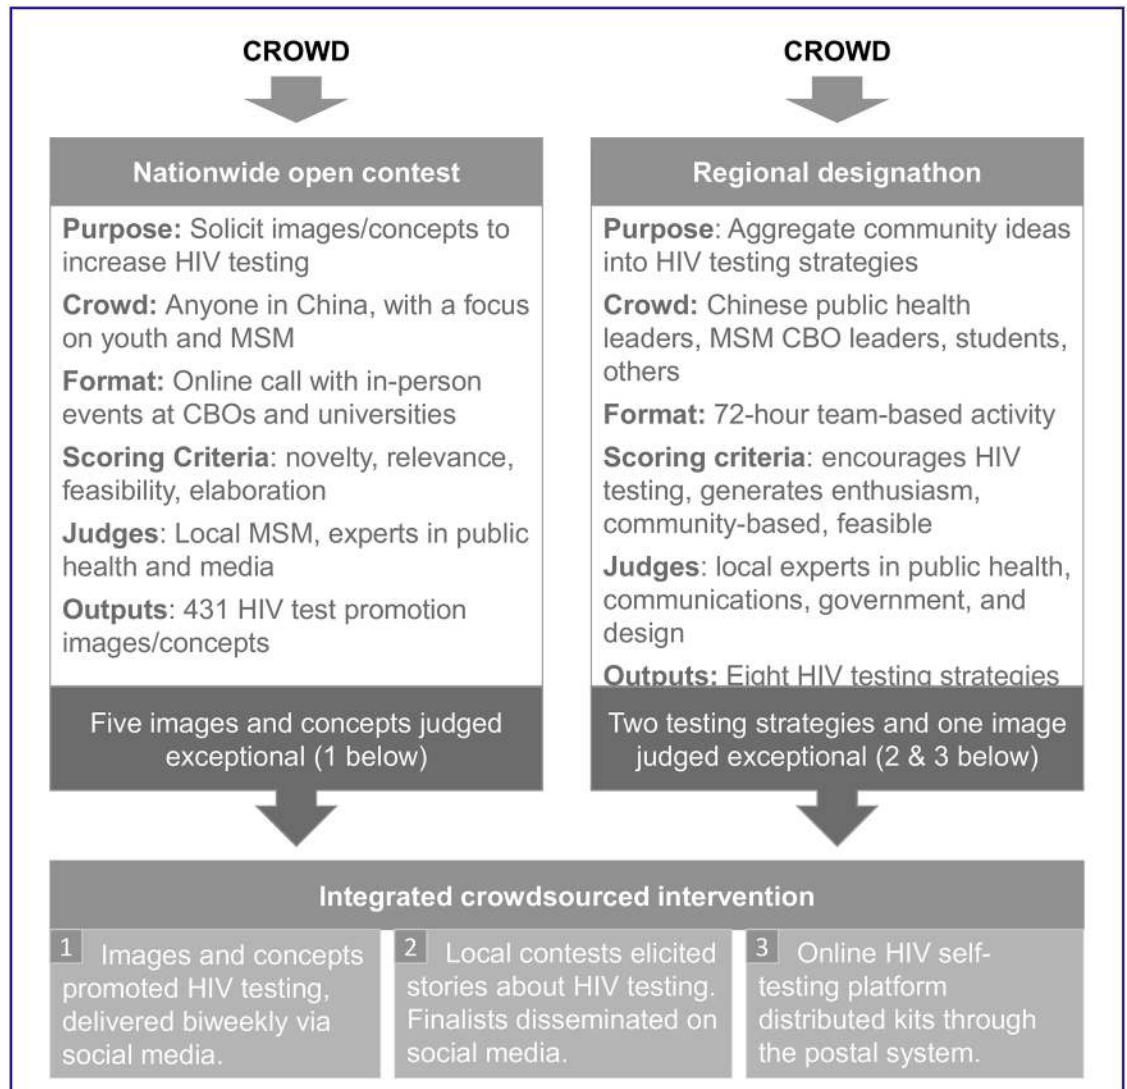 CROWD
Nationwide open contest
Purpose: Solicit images/concepts to
increase HIV testing
Crowd: Anyone in China, with a focus
on youth and MSM
Format: Online call with in-person
events at CBOs and universities
Scoring Criteria: novelty, relevance,
feasibility, elaboration
Judges: Local MSM, experts in public
health and media
Outputs: 431 HIV test promotion
images/concepts
Five images and concepts judged
exceptional (1 below)
CROWD
Regional designathon
Purpose: Aggregate community ideas
into HIV testing strategies
Crowd: Chinese public health
leaders, MSM CBO leaders, students,
others
Format: 72-hour team-based activity
Scoring criteria: encourages HIV
testing, generates enthusiasm,
community-based, feasible
Judges: local experts in public health,
communications, government, and
design
Outputs: Eight HIV testing strategies
Two testing strategies and one image
judged exceptional (2 & 3 below)
Integrated crowdsourced intervention
1 Images and concepts
promoted HIV testing,
delivered biweekly via
social media.
2 Local contests elicited
stories about HIV testing.
Finalists disseminated on
social media.
3 Online HIV self-
testing platform
distributed kits through
the postal system.